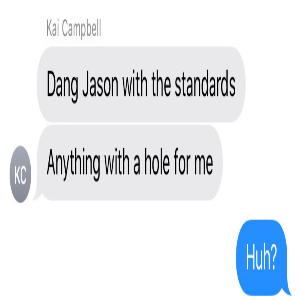 Kai Campbell
Dang Jason with the standards
Anything with a hole for me
KC
Huh?